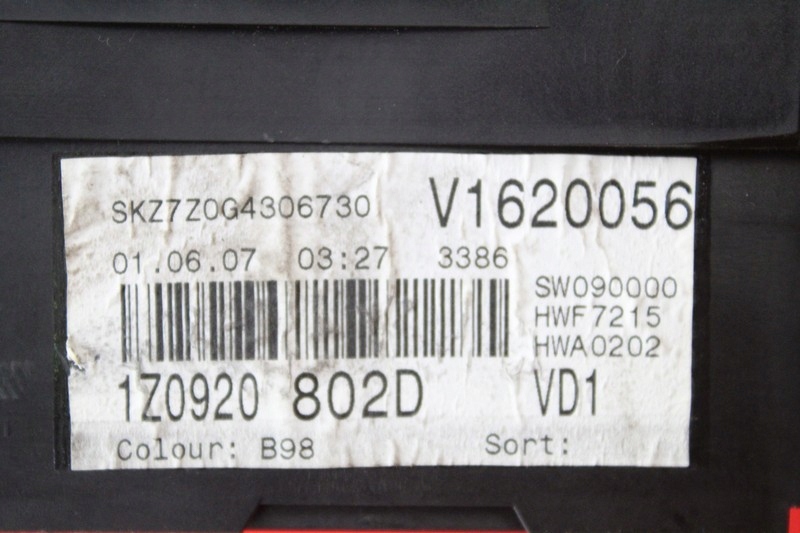 SKZ7Z0G4306730 V1620056
01.06.07 03:27 3386
SW090000
HWF7215
HWA0202
1Z0920 802D VD1
Colour: B98 Sort: